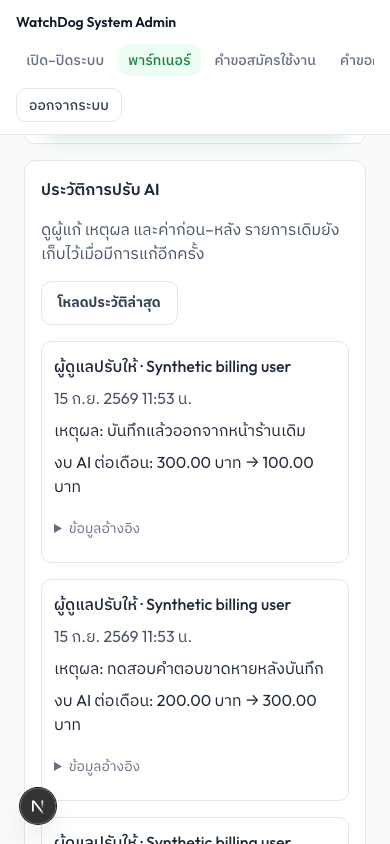 WatchDog System Admin
เปิด-ปิดระบบ
พาร์ทเนอร์
คำขอสมัครใช้งาน
ออกจากระบบ
ประวัติการปรับ AI
ดูผู้แก้ เหตุผล และค่าก่อน-หลัง รายการเดิมยัง
เก็บไว้เมื่อมีการแก้อีกครั้ง
โหลดประวัติล่าสุด
ผู้ดูแลปรับให้ · Synthetic billing user
15 ก.ย. 2569 11:53 น.
เหตุผล: บันทึกแล้วออกจากหน้าร้านเดิม
งบ AI ต่อเดือน: 300.00 บาท → 100.00
บาท
▶ ข้อมูลอ้างอิง
ผู้ดูแลปรับให้ · Synthetic billing user
15 ก.ย. 2569 11:53 น.
เหตุผล: ทดสอบคำตอบขาดหายหลังบันทึก
งบ AI ต่อเดือน: 200.00 บาท → 300.00
บาท
▶ ข้อมูลอ้างอิง
N
ผู้ดูแลปรับให้ · Synthetic billing user